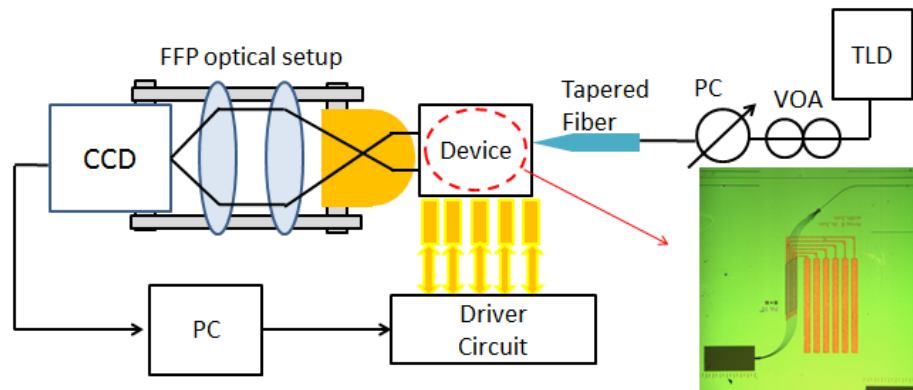 FFP optical setup
CCD
Device
Tapered
Fiber
PC
VOA
TLD
PC
Driver
Circuit